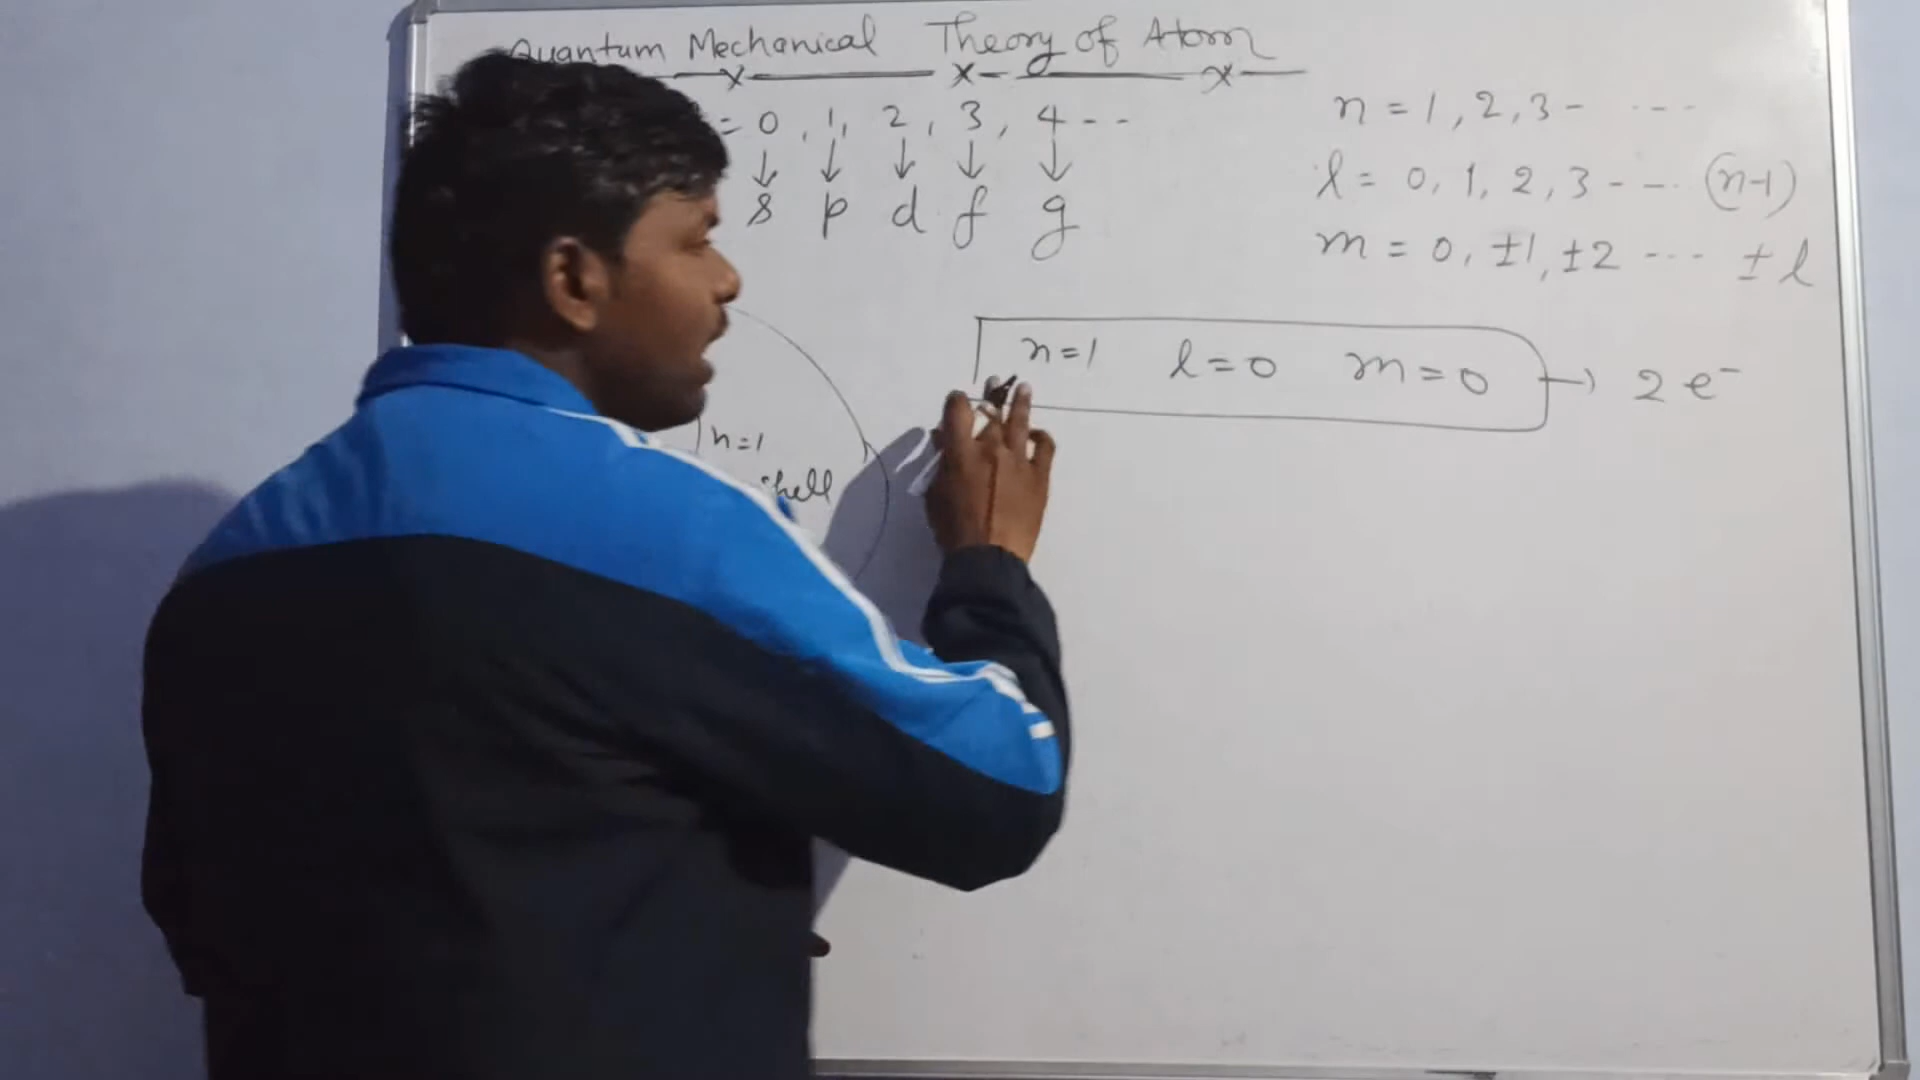 Quantum Mechanical Theory of Atom
= 0, 1, 2, 3, 4 - -
↓ ↓ ↓ ↓ ↓
s p d f g
n = 1, 2, 3 - - - -
l = 0, 1, 2, 3 - - - (n-1)
m = 0, ±1, ±2 - - - ± l
n=1 l=0 m=0 → 2 e⁻
n=1
shell